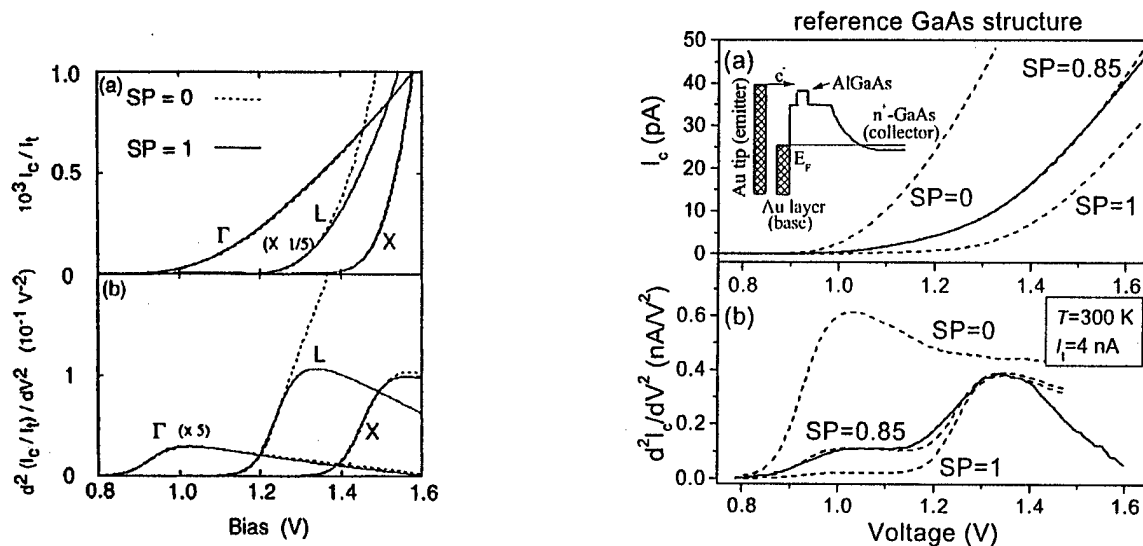 (a)
SP = 0
SP = 1
10³ I_c / I_t
1.0
0.5
0
Γ
L
(X 1/5)
X
(b)
d² (I_c / I_t) / dV² (10⁻¹ V⁻²)
1
0
Γ (x 5)
L
X
0.8 1.0 1.2 1.4 1.6
Bias (V)
reference GaAs structure
(a)
I_c (pA)
50
40
30
20
10
0
Au tip (emitter)
AlGaAs
n⁺-GaAs
(collector)
E_F
Au layer
(base)
SP=0.85
SP=0
SP=1
0.8 1.0 1.2 1.4 1.6
(b)
d²I_c/dV² (nA/V²)
0.6
0.4
0.2
0.0
SP=0
T=300 K
I_t=4 nA
SP=0.85
SP=1
0.8 1.0 1.2 1.4 1.6
Voltage (V)